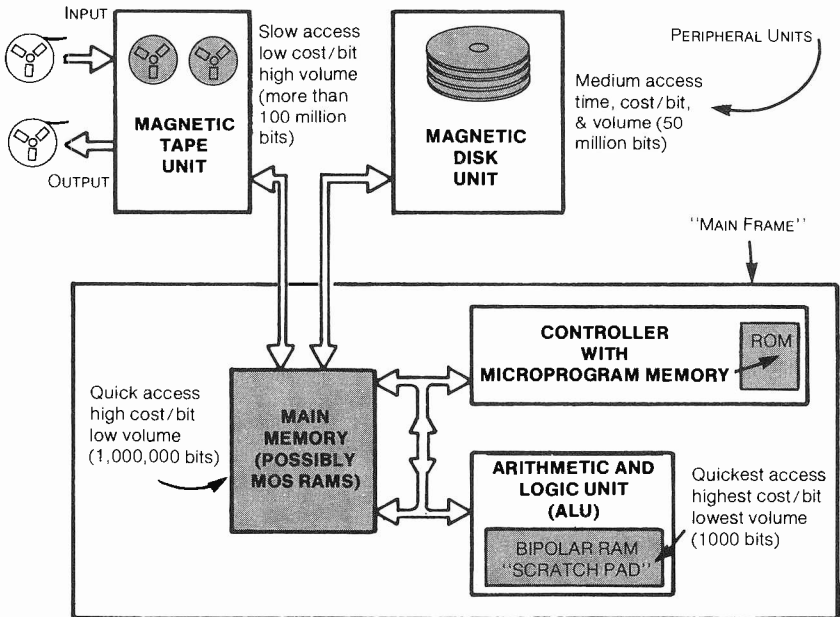 INPUT
OUTPUT
MAGNETIC
TAPE
UNIT
Slow access
low cost/bit
high volume
(more than
100 million
bits)
MAGNETIC
DISK
UNIT
PERIPHERAL UNITS
Medium access
time, cost/bit,
& volume (50
million bits)
"MAIN FRAME"
CONTROLLER
WITH
MICROPROGRAM MEMORY
ROM
Quick access
high cost/bit
low volume
(1,000,000 bits)
MAIN
MEMORY
(POSSIBLY
MOS RAMS)
ARITHMETIC AND
LOGIC UNIT
(ALU)
BIPOLAR RAM
"SCRATCH PAD"
Quickest access
highest cost/bit
lowest volume
(1000 bits)